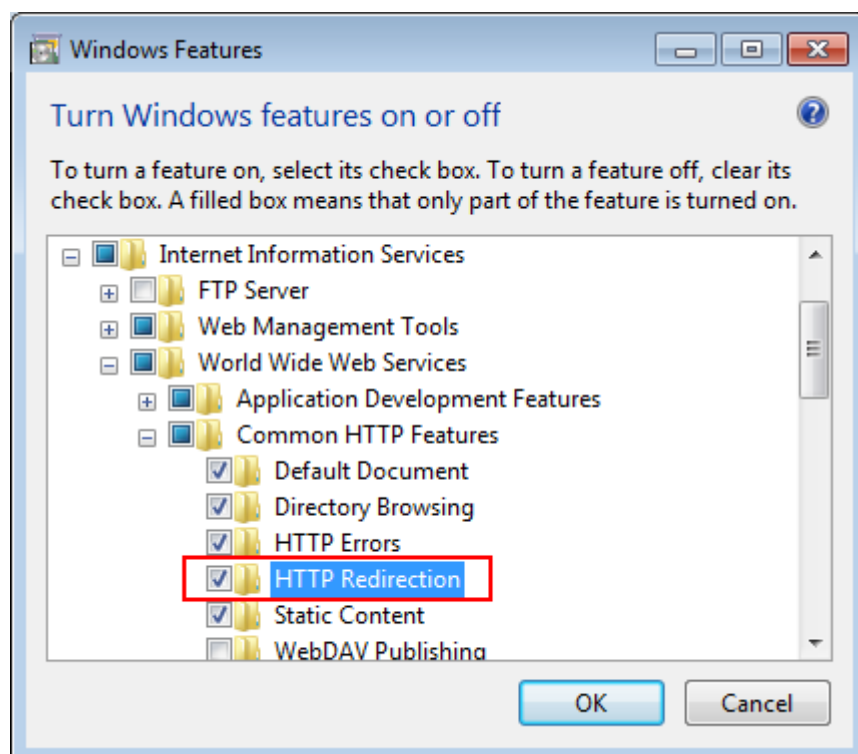 Windows Features
Turn Windows features on or off
To turn a feature on, select its check box. To turn a feature off, clear its
check box. A filled box means that only part of the feature is turned on.
Internet Information Services
FTP Server
Web Management Tools
World Wide Web Services
Application Development Features
Common HTTP Features
Default Document
Directory Browsing
HTTP Errors
HTTP Redirection
Static Content
WebDAV Publishing
OK
Cancel